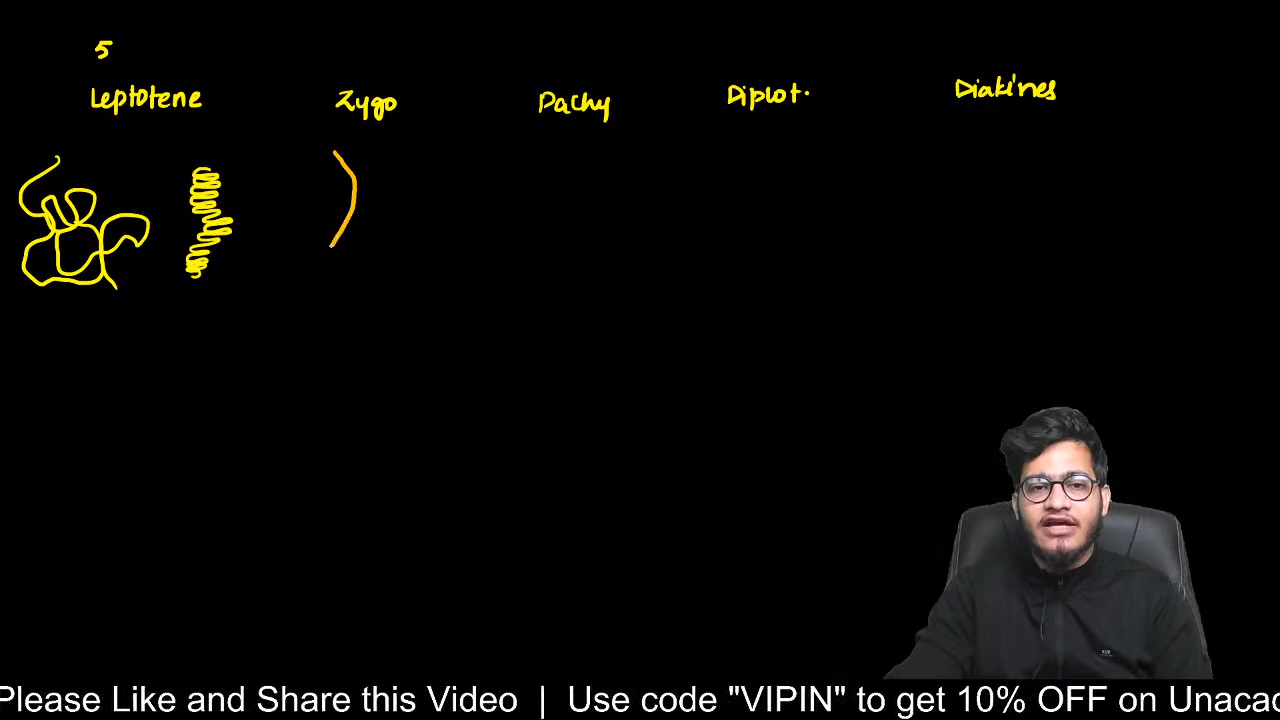 5
Leptotene Zygo Pachy Diplot. Diakines
Please Like and Share this Video | Use code "VIPIN" to get 10% OFF on Unacac